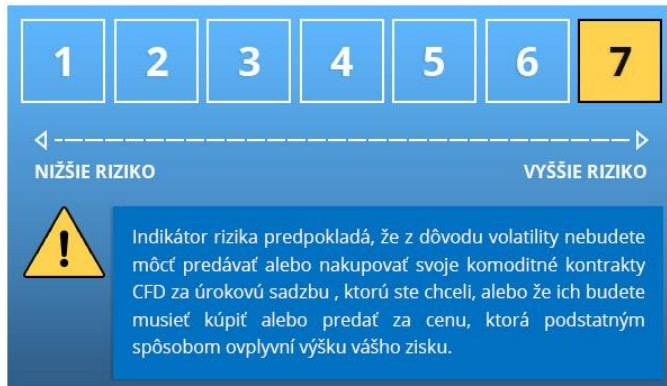 1 2 3 4 5 6 7
NIŽŠIE RIZIKO VYŠŠIE RIZIKO
!
Indikátor rizika predpokladá, že z dôvodu volatility nebudete
môcť predávať alebo nakupovať svoje komoditné kontrakty
CFD za úrokovú sadzbu , ktorú ste chceli, alebo že ich budete
musieť kúpiť alebo predať za cenu, ktorá podstatným
spôsobom ovplyvní výšku vášho zisku.